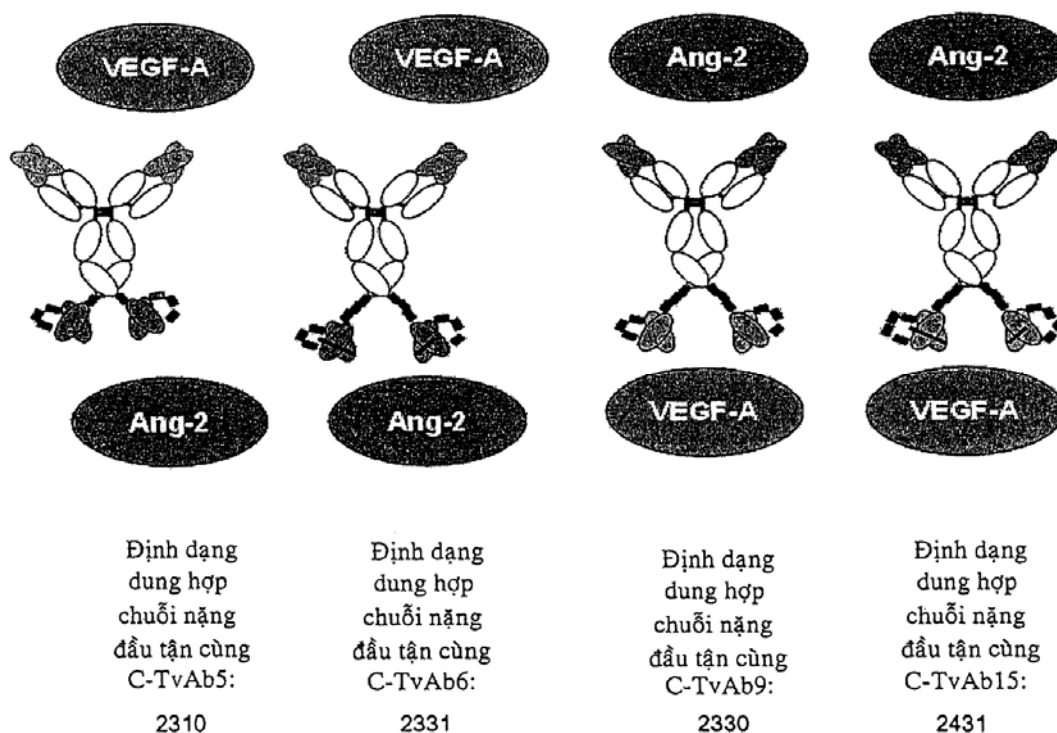 VEGF-A
VEGF-A
Ang-2
Ang-2
Ang-2
Ang-2
VEGF-A
VEGF-A
Định dạng
dung hợp
chuỗi nặng
đầu tận cùng
C-TvAb5:
2310
Định dạng
dung hợp
chuỗi nặng
đầu tận cùng
C-TvAb6:
2331
Định dạng
dung hợp
chuỗi nặng
đầu tận cùng
C-TvAb9:
2330
Định dạng
dung hợp
chuỗi nặng
đầu tận cùng
C-TvAb15:
2431